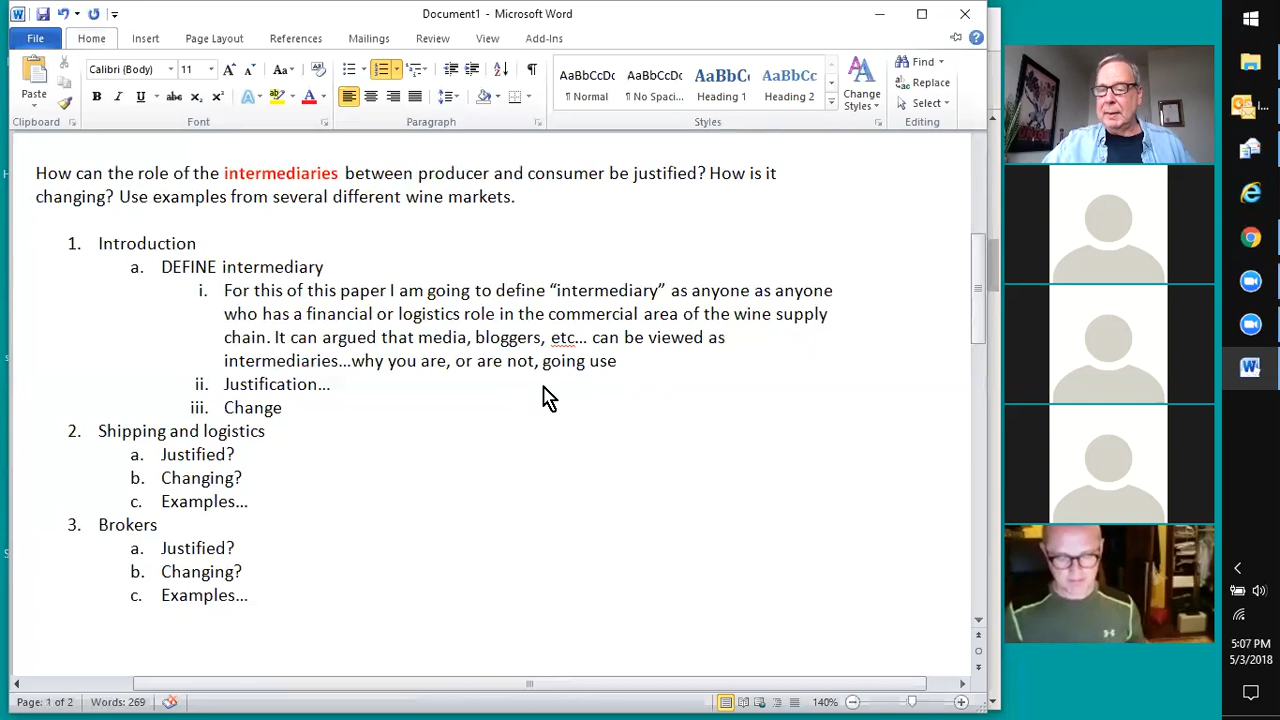 Document1 - Microsoft Word
File Home Insert Page Layout References Mailings Review View Add-Ins
Calibri (Body) 11
Paste
Clipboard Font Paragraph Styles Editing
AaBbCcDc AaBbCcDc AaBbC AaBbCc
¶ Normal ¶ No Spaci... Heading 1 Heading 2
Change Styles
Find
Replace
Select
How can the role of the intermediaries between producer and consumer be justified? How is it
changing? Use examples from several different wine markets.
1. Introduction
a. DEFINE intermediary
i. For this of this paper I am going to define “intermediary” as anyone as anyone
who has a financial or logistics role in the commercial area of the wine supply
chain. It can argued that media, bloggers, etc... can be viewed as
intermediaries...why you are, or are not, going use
ii. Justification...
iii. Change
2. Shipping and logistics
a. Justified?
b. Changing?
c. Examples...
3. Brokers
a. Justified?
b. Changing?
c. Examples...
Page: 1 of 2 Words: 269 140%
5:07 PM
5/3/2018